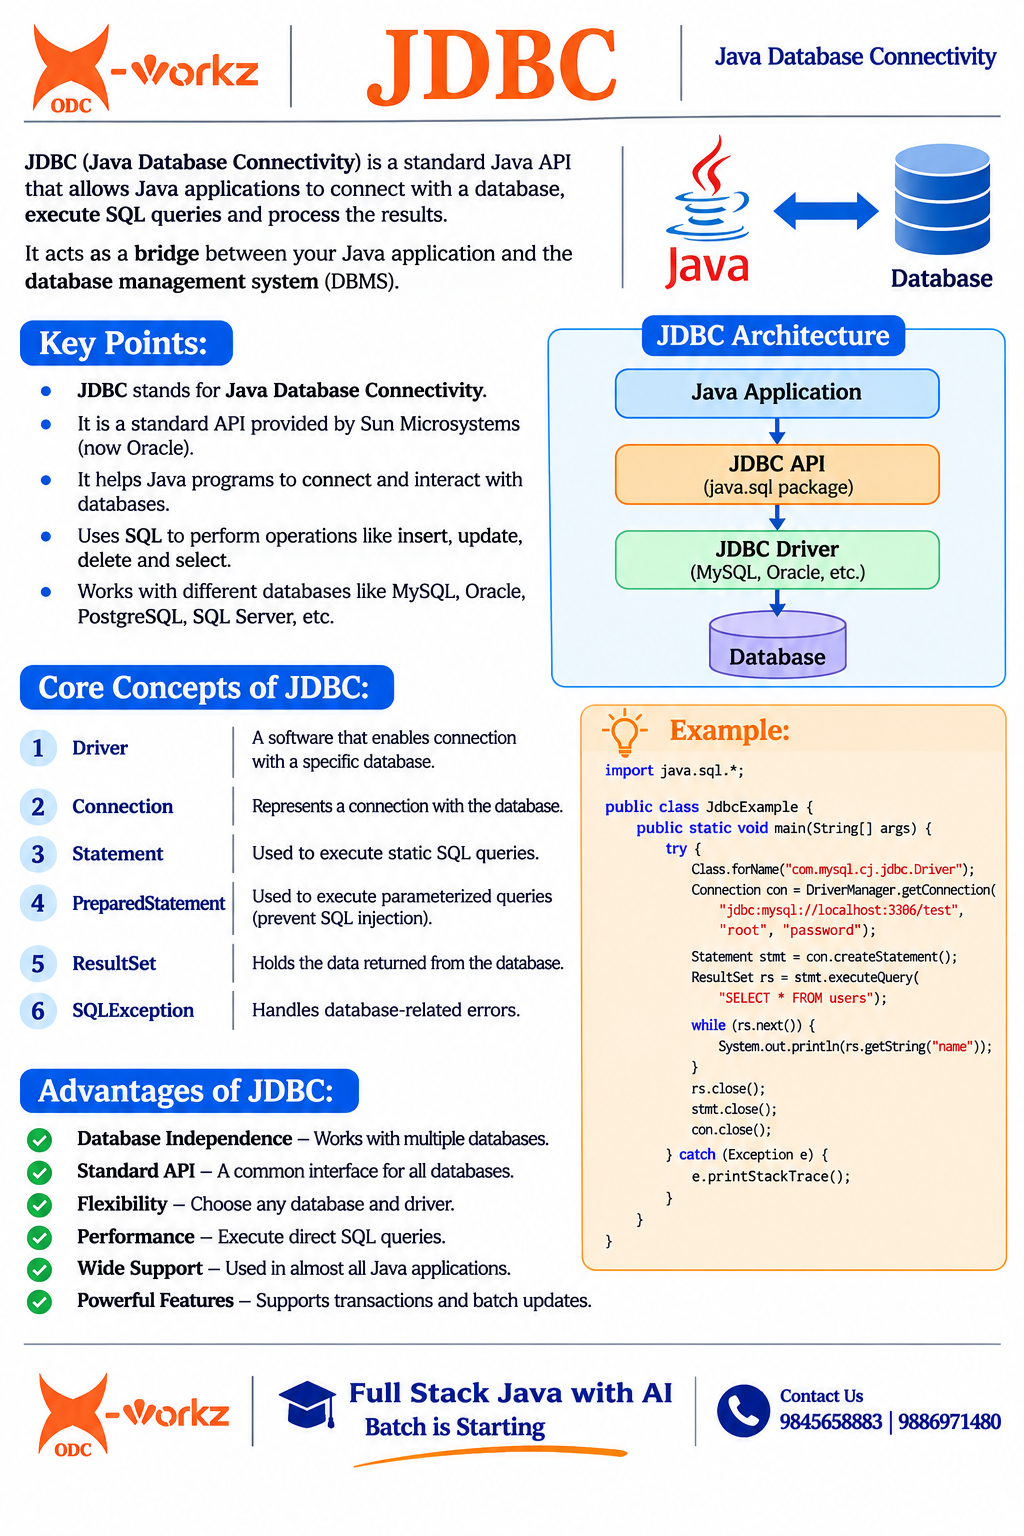 X-Workz
ODC
JDBC
Java Database Connectivity
JDBC (Java Database Connectivity) is a standard Java API
that allows Java applications to connect with a database,
execute SQL queries and process the results.
It acts as a bridge between your Java application and the
database management system (DBMS).
Java
Database
Key Points:
JDBC stands for Java Database Connectivity.
It is a standard API provided by Sun Microsystems
(now Oracle).
It helps Java programs to connect and interact with
databases.
Uses SQL to perform operations like insert, update,
delete and select.
Works with different databases like MySQL, Oracle,
PostgreSQL, SQL Server, etc.
JDBC Architecture
Java Application
JDBC API
(java.sql package)
JDBC Driver
(MySQL, Oracle, etc.)
Database
Core Concepts of JDBC:
1 Driver A software that enables connection
with a specific database.
2 Connection Represents a connection with the database.
3 Statement Used to execute static SQL queries.
4 PreparedStatement Used to execute parameterized queries
(prevent SQL injection).
5 ResultSet Holds the data returned from the database.
6 SQLException Handles database-related errors.
Example:
import java.sql.*;
public class JdbcExample {
public static void main(String[] args) {
try {
Class.forName("com.mysql.cj.jdbc.Driver");
Connection con = DriverManager.getConnection(
"jdbc:mysql://localhost:3306/test",
"root", "password");
Statement stmt = con.createStatement();
ResultSet rs = stmt.executeQuery(
"SELECT * FROM users");
while (rs.next()) {
System.out.println(rs.getString("name"));
}
rs.close();
stmt.close();
con.close();
} catch (Exception e) {
e.printStackTrace();
}
}
}
Advantages of JDBC:
Database Independence – Works with multiple databases.
Standard API – A common interface for all databases.
Flexibility – Choose any database and driver.
Performance – Execute direct SQL queries.
Wide Support – Used in almost all Java applications.
Powerful Features – Supports transactions and batch updates.
X-Workz
ODC
Full Stack Java with AI
Batch is Starting
Contact Us
9845658883 | 9886971480